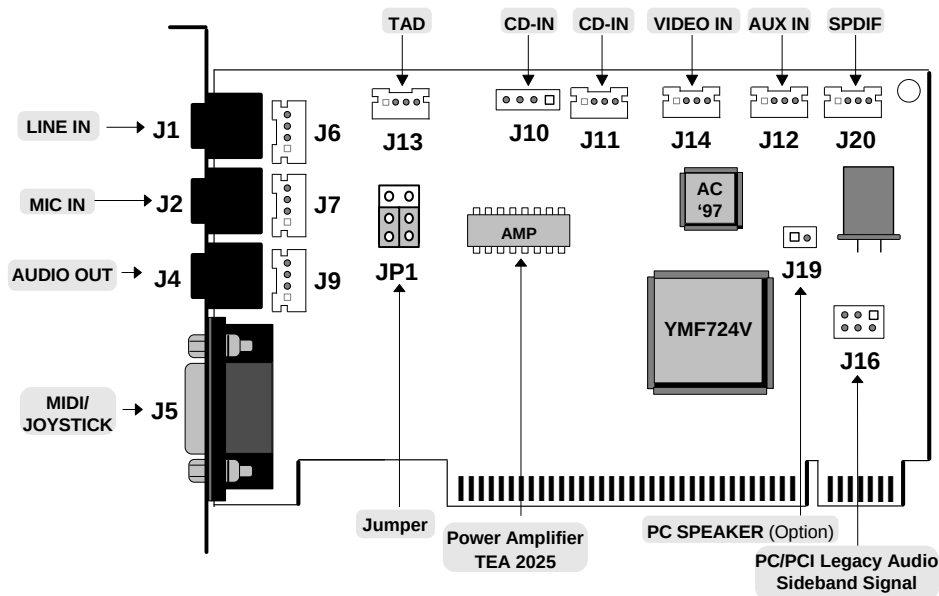 TAD
CD-IN
CD-IN
VIDEO IN
AUX IN
SPDIF
LINE IN
J1
J6
J13
J10
J11
J14
J12
J20
MIC IN
J2
J7
AC
‘97
AMP
AUDIO OUT
J4
J9
JP1
J19
YMF724V
J16
MIDI/
JOYSTICK
J5
Jumper
Power Amplifier
TEA 2025
PC SPEAKER (Option)
PC/PCI Legacy Audio
Sideband Signal